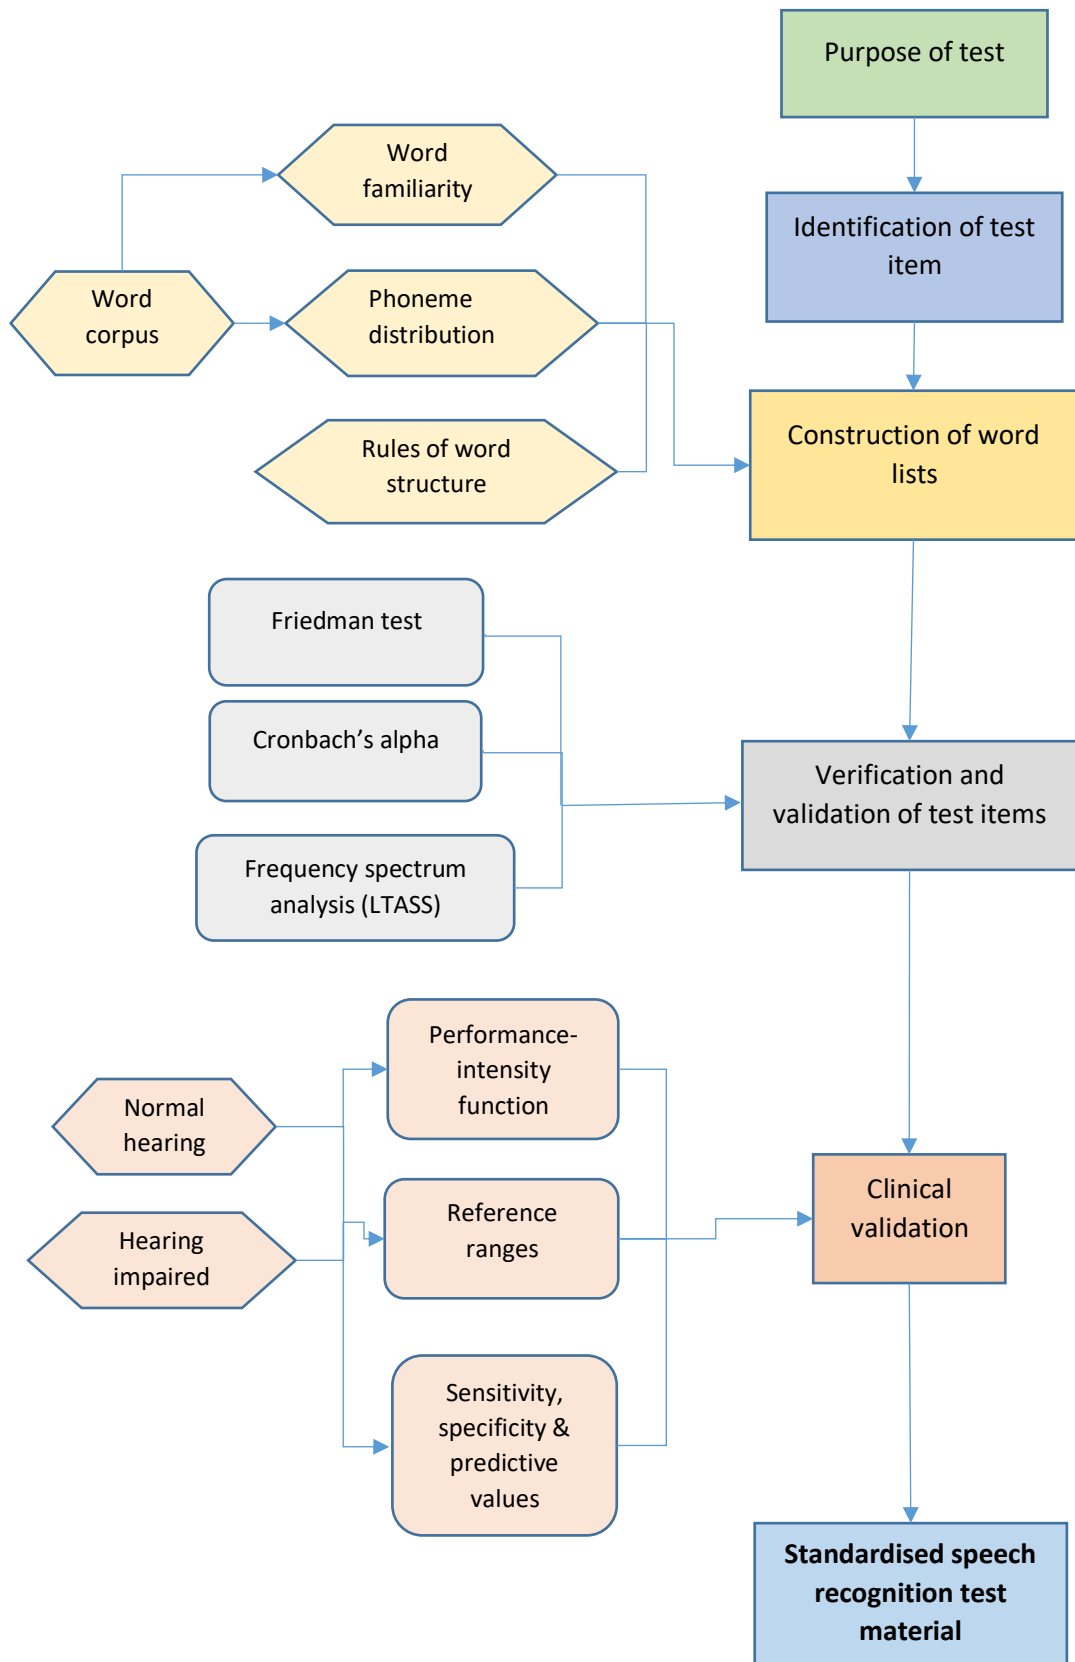 Purpose of test
Word
familiarity
Identification of test
item
Word
corpus
Phoneme
distribution
Construction of word
lists
Rules of word
structure
Friedman test
Cronbach’s alpha
Verification and
validation of test items
Frequency spectrum
analysis (LTASS)
Performance-
intensity
function
Normal
hearing
Clinical
validation
Reference
ranges
Hearing
impaired
Sensitivity,
specificity &
predictive
values
Standardised speech
recognition test
material